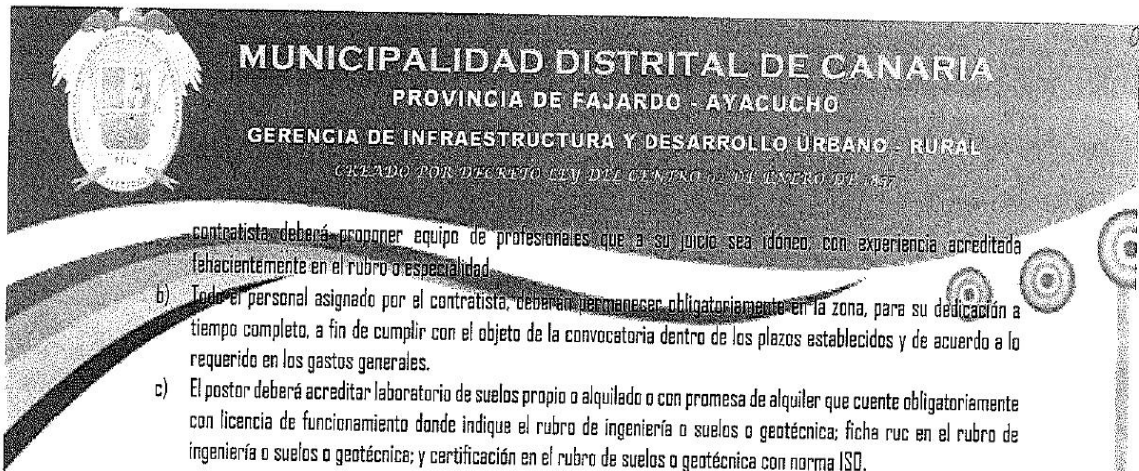 MUNICIPALIDAD DISTRITAL DE CANARIA
PROVINCIA DE FAJARDO - AYACUCHO
GERENCIA DE INFRAESTRUCTURA Y DESARROLLO URBANO - RURAL
CREADO POR DECRETO LEY DEL CENTRO 02 DE ENERO DE 1857
contratista deberá proponer equipo de profesionales que a su juicio sea idóneo, con experiencia acreditada
fehacientemente en el rubro o especialidad
b) Todo el personal asignado por el contratista, deberán permanecer obligatoriamente en la zona, para su dedicación a
tiempo completo, a fin de cumplir con el objeto de la convocatoria dentro de los plazos establecidos y de acuerdo a lo
requerido en los gastos generales.
c) El postor deberá acreditar laboratorio de suelos propio o alquilado o con promesa de alquiler que cuente obligatoriamente
con licencia de funcionamiento donde indique el rubro de ingeniería o suelos o geotécnica; ficha ruc en el rubro de
ingeniería o suelos o geotécnica; y certificación en el rubro de suelos o geotécnica con norma ISO.